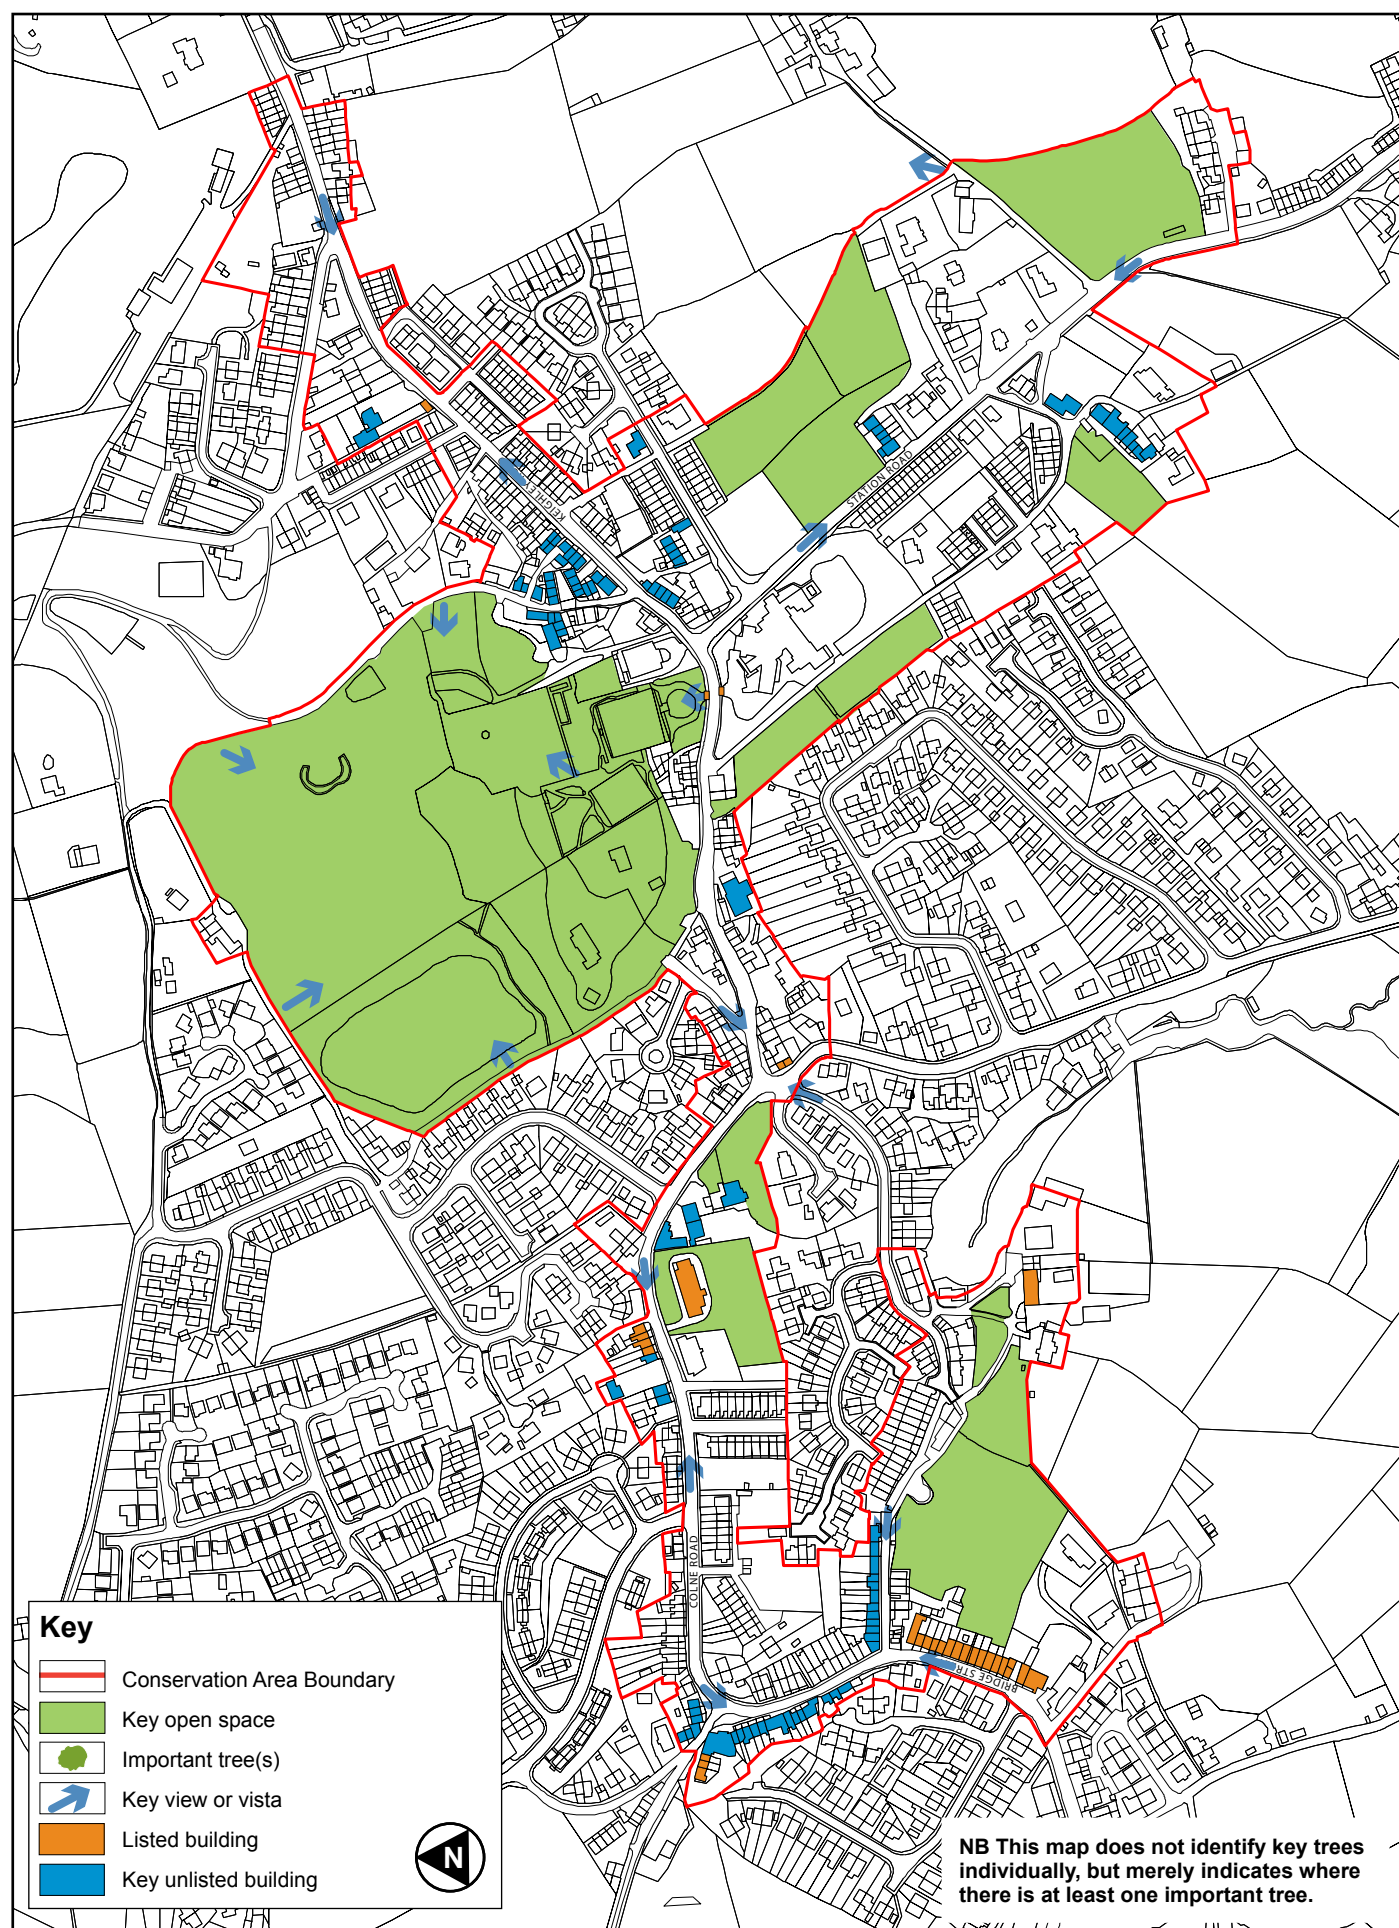 KEIGHL
STATION ROAD
COLNE ROAD
BRIDGE STR
Key
Conservation Area Boundary
Key open space
Important tree(s)
Key view or vista
Listed building
Key unlisted building
N
NB This map does not identify key trees
individually, but merely indicates where
there is at least one important tree.